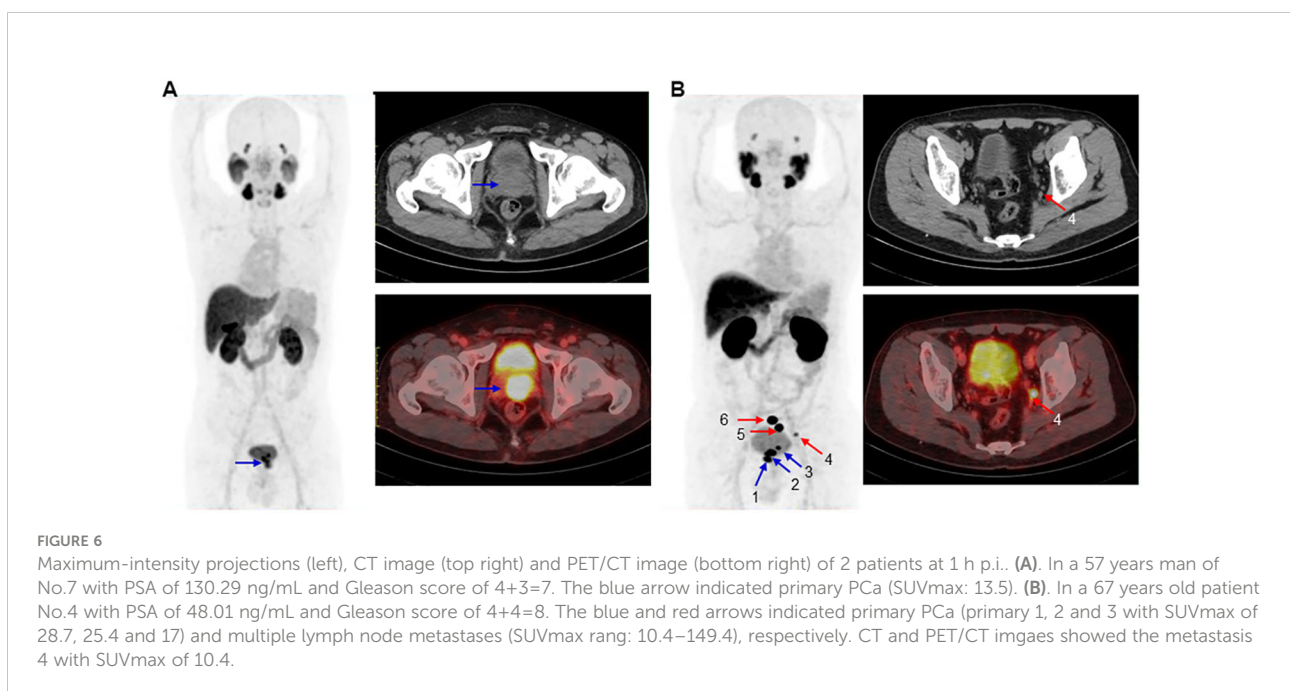 A
B
4
4
6
5
4
3
2
1
FIGURE 6
Maximum-intensity projections (left), CT image (top right) and PET/CT image (bottom right) of 2 patients at 1 h p.i.. (A). In a 57 years man of
No.7 with PSA of 130.29 ng/mL and Gleason score of 4+3=7. The blue arrow indicated primary PCa (SUVmax: 13.5). (B). In a 67 years old patient
No.4 with PSA of 48.01 ng/mL and Gleason score of 4+4=8. The blue and red arrows indicated primary PCa (primary 1, 2 and 3 with SUVmax of
28.7, 25.4 and 17) and multiple lymph node metastases (SUVmax rang: 10.4–149.4), respectively. CT and PET/CT imgaes showed the metastasis
4 with SUVmax of 10.4.